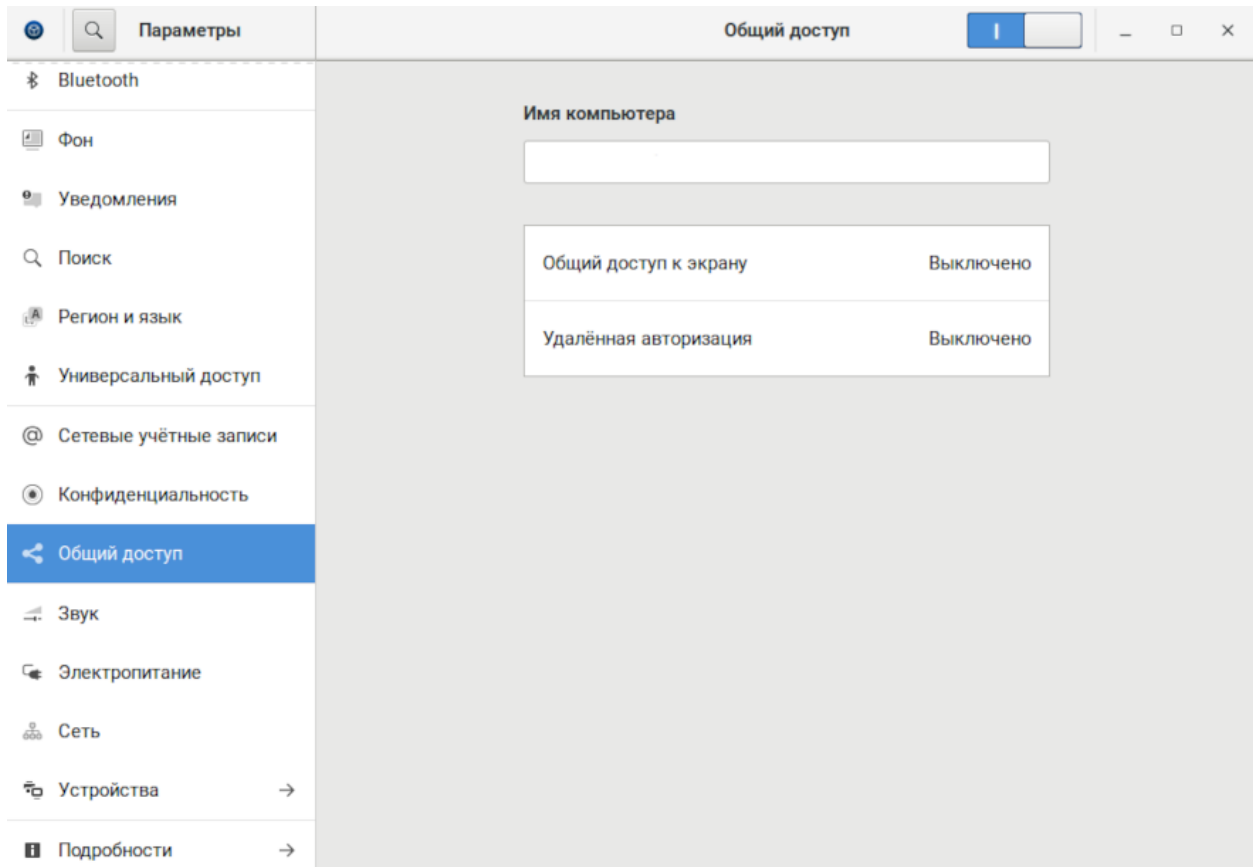 Параметры
Общий доступ
Bluetooth
Фон
Уведомления
Поиск
Регион и язык
Универсальный доступ
Сетевые учётные записи
Конфиденциальность
Общий доступ
Звук
Электропитание
Сеть
Устройства
Подробности
Имя компьютера
Общий доступ к экрану Выключено
Удалённая авторизация Выключено